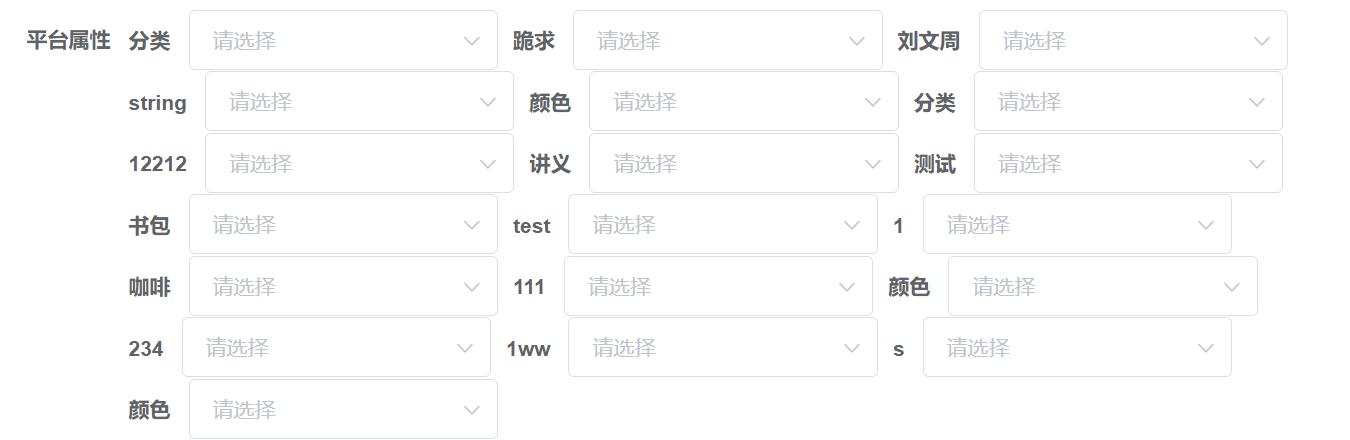 平台属性 分类 请选择 跪求 请选择 刘文周 请选择
string 请选择 颜色 请选择 分类 请选择
12212 请选择 讲义 请选择 测试 请选择
书包 请选择 test 请选择 1 请选择
咖啡 请选择 111 请选择 颜色 请选择
234 请选择 1ww 请选择 s 请选择
颜色 请选择